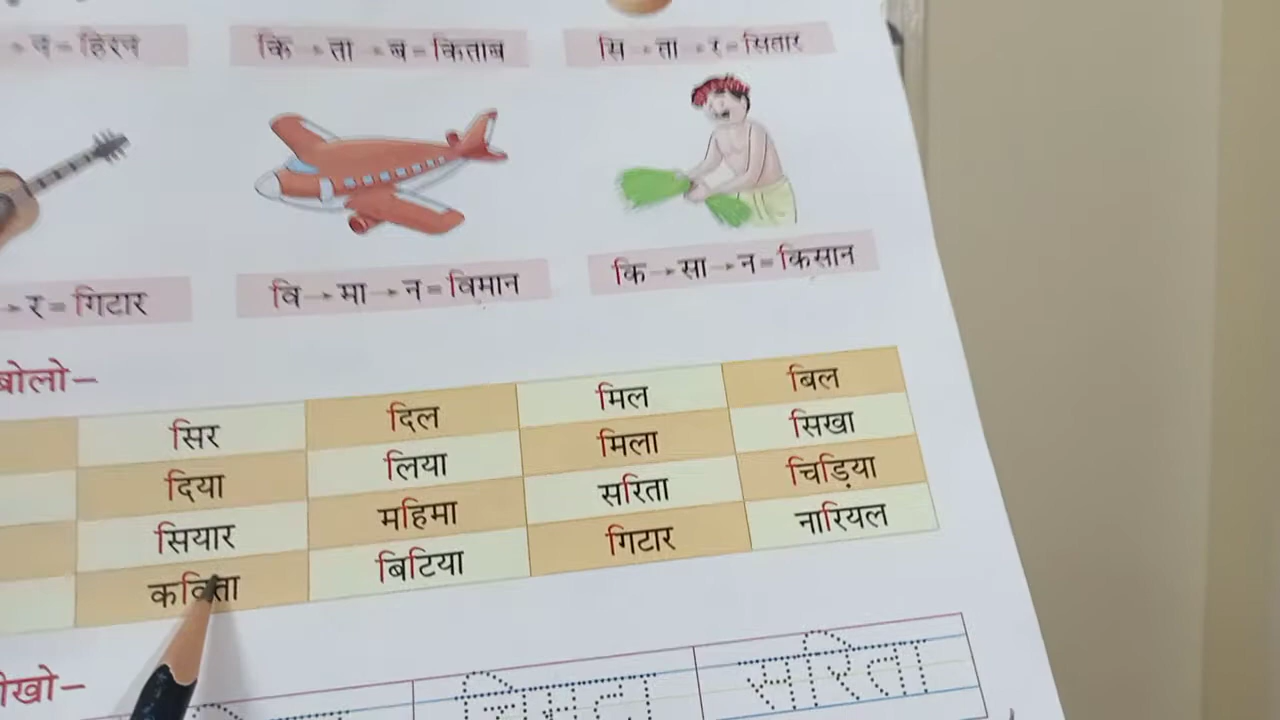 न=हिरन कि→ता→ब=किताब सि→ता→र=सितार
→र=गिटार वि→मा→न=विमान कि→सा→न=किसान
बोलो–
सिर दिल मिल बिल
दिया लिया मिला सिखा
सियार महिमा सरिता चिड़िया
कविता बिटिया गिटार नारियल
सरिता